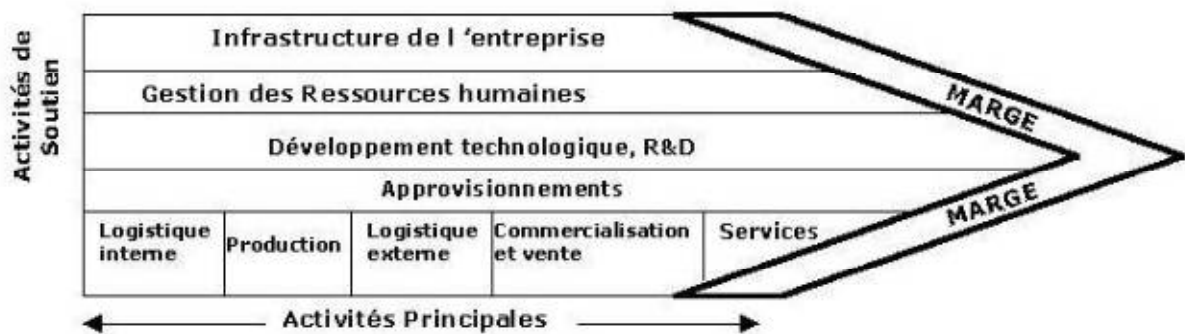 Activités de
Soutien
Infrastructure de l ‘entreprise
Gestion des Ressources humaines
Développement technologique, R&D
Approvisionnements
Logistique
interne
Production
Logistique
externe
Commercialisation
et vente
Services
MARGE
MARGE
Activités Principales